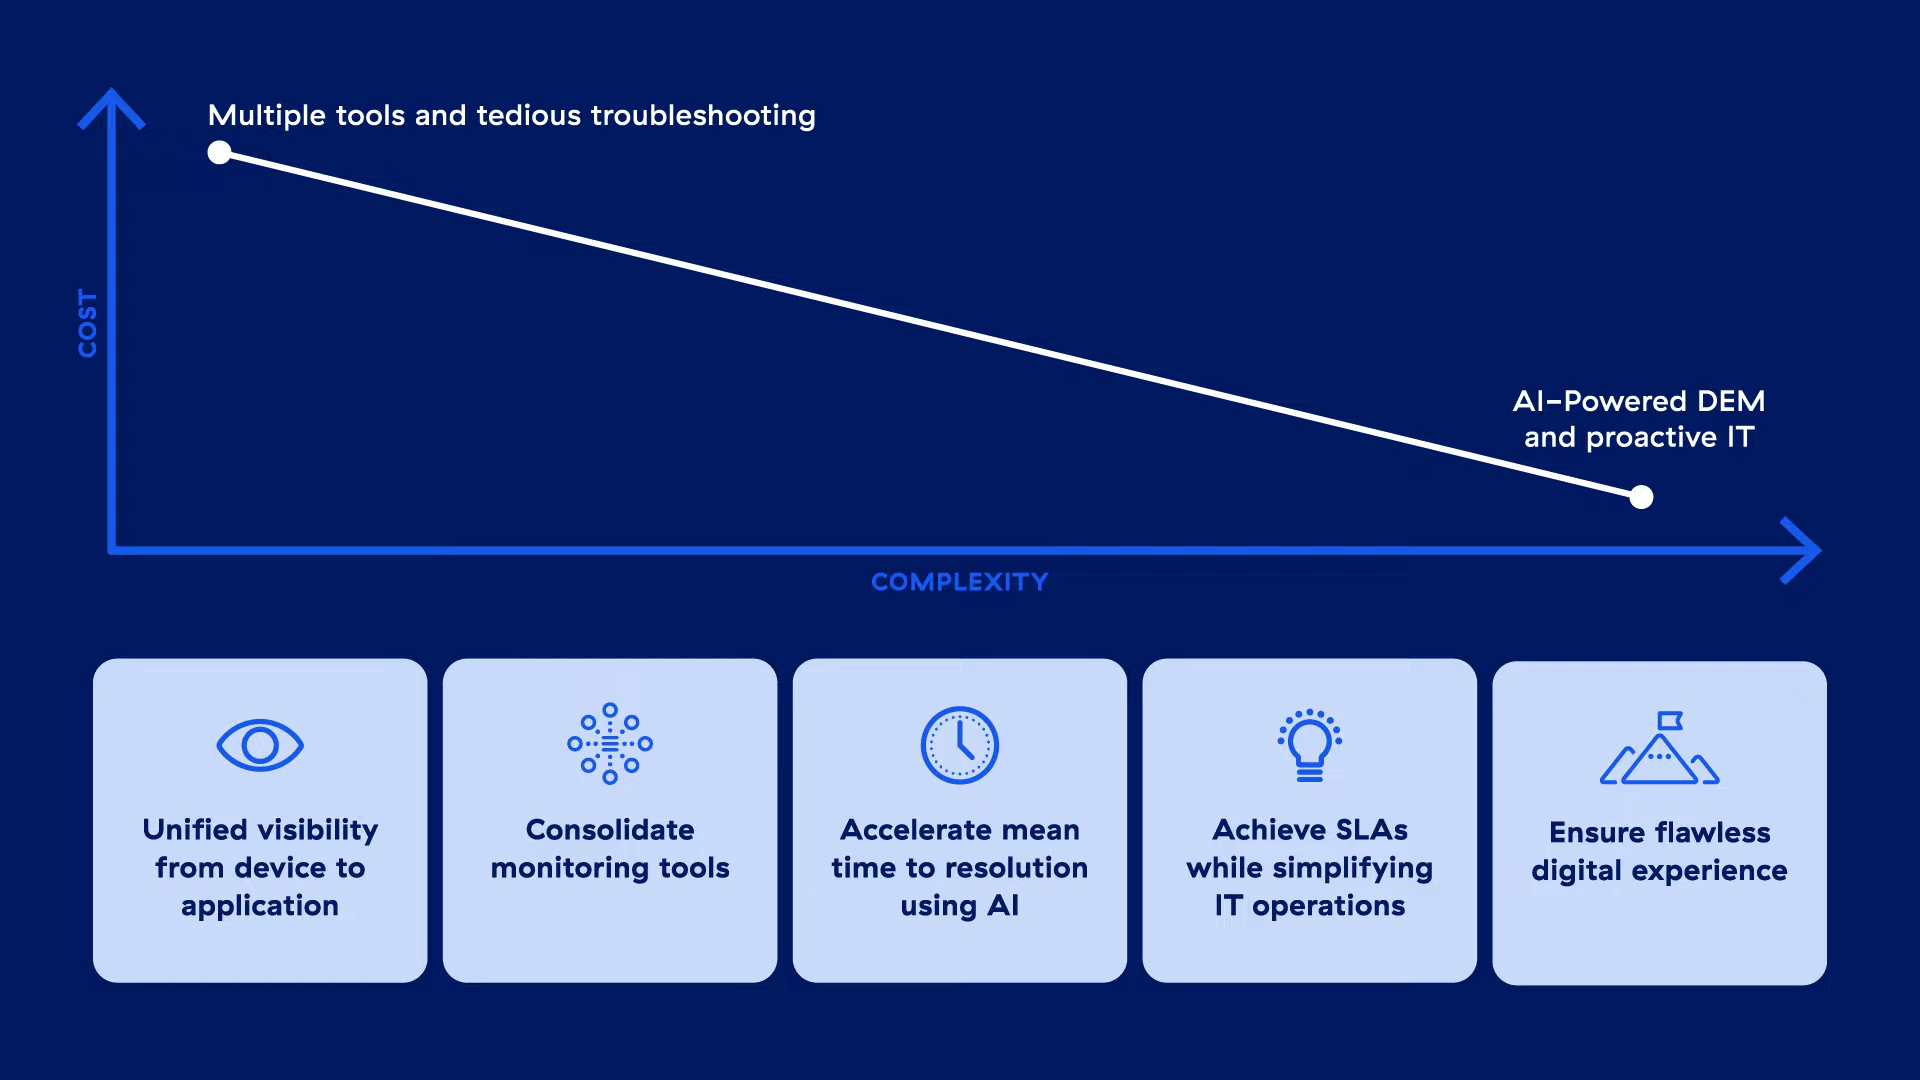 Multiple tools and tedious troubleshooting
COST
AI-Powered DEM
and proactive IT
COMPLEXITY
Unified visibility
from device to
application
Consolidate
monitoring tools
Accelerate mean
time to resolution
using AI
Achieve SLAs
while simplifying
IT operations
Ensure flawless
digital experience